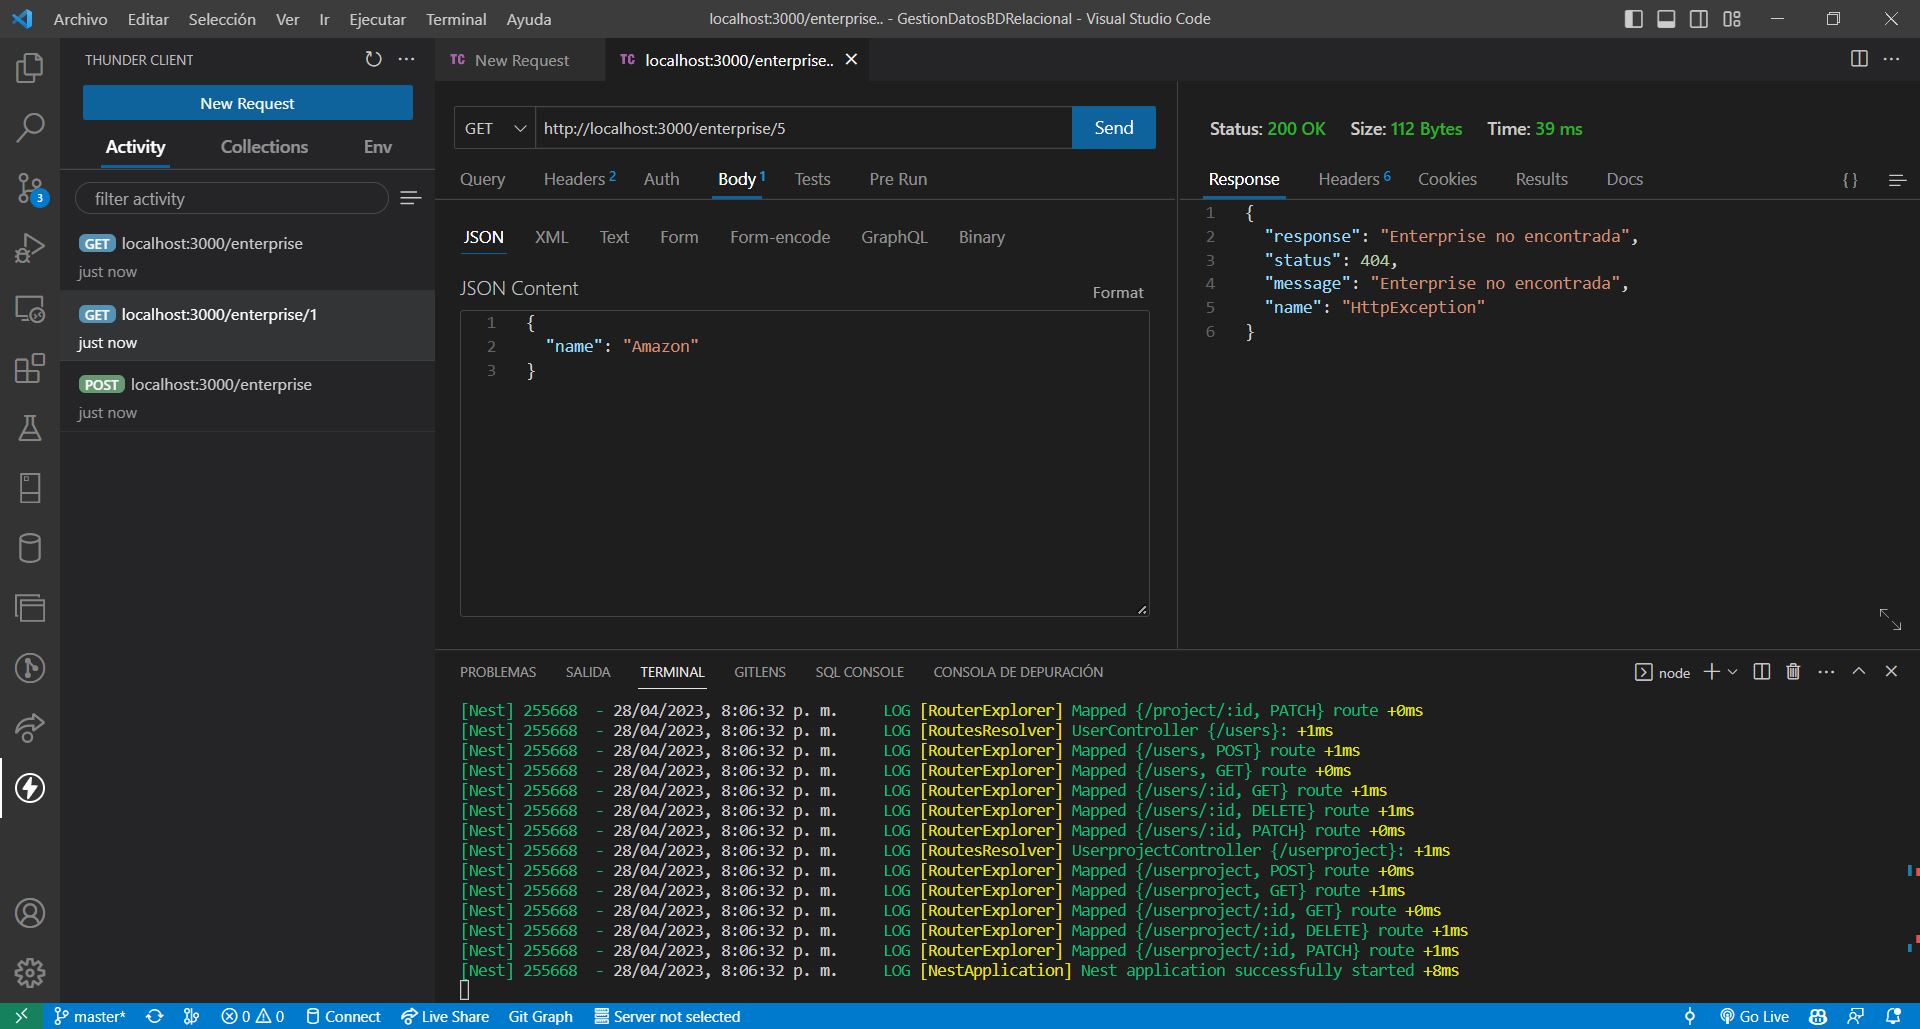 Archivo Editar Selección Ver Ir Ejecutar Terminal Ayuda
localhost:3000/enterprise.. - GestionDatosBDRelacional - Visual Studio Code
THUNDER CLIENT
New Request
Activity Collections Env
filter activity
GET localhost:3000/enterprise
just now
GET localhost:3000/enterprise/1
just now
POST localhost:3000/enterprise
just now
3
TC New Request
TC localhost:3000/enterprise..
GET http://localhost:3000/enterprise/5 Send
Query Headers 2 Auth Body 1 Tests Pre Run
JSON XML Text Form Form-encode GraphQL Binary
JSON Content
Format
1 {
2 "name": "Amazon"
3 }
Status: 200 OK Size: 112 Bytes Time: 39 ms
Response Headers 6 Cookies Results Docs { }
1 {
2 "response": "Enterprise no encontrada",
3 "status": 404,
4 "message": "Enterprise no encontrada",
5 "name": "HttpException"
6 }
PROBLEMAS SALIDA TERMINAL GITLENS SQL CONSOLE CONSOLA DE DEPURACIÓN
node
[Nest] 255668 - 28/04/2023, 8:06:32 p. m. LOG [RouterExplorer] Mapped {/project/:id, PATCH} route +0ms
[Nest] 255668 - 28/04/2023, 8:06:32 p. m. LOG [RoutesResolver] UserController {/users}: +1ms
[Nest] 255668 - 28/04/2023, 8:06:32 p. m. LOG [RouterExplorer] Mapped {/users, POST} route +1ms
[Nest] 255668 - 28/04/2023, 8:06:32 p. m. LOG [RouterExplorer] Mapped {/users, GET} route +0ms
[Nest] 255668 - 28/04/2023, 8:06:32 p. m. LOG [RouterExplorer] Mapped {/users/:id, GET} route +1ms
[Nest] 255668 - 28/04/2023, 8:06:32 p. m. LOG [RouterExplorer] Mapped {/users/:id, DELETE} route +1ms
[Nest] 255668 - 28/04/2023, 8:06:32 p. m. LOG [RouterExplorer] Mapped {/users/:id, PATCH} route +0ms
[Nest] 255668 - 28/04/2023, 8:06:32 p. m. LOG [RoutesResolver] UserprojectController {/userproject}: +1ms
[Nest] 255668 - 28/04/2023, 8:06:32 p. m. LOG [RouterExplorer] Mapped {/userproject, POST} route +0ms
[Nest] 255668 - 28/04/2023, 8:06:32 p. m. LOG [RouterExplorer] Mapped {/userproject, GET} route +1ms
[Nest] 255668 - 28/04/2023, 8:06:32 p. m. LOG [RouterExplorer] Mapped {/userproject/:id, GET} route +0ms
[Nest] 255668 - 28/04/2023, 8:06:32 p. m. LOG [RouterExplorer] Mapped {/userproject/:id, DELETE} route +1ms
[Nest] 255668 - 28/04/2023, 8:06:32 p. m. LOG [RouterExplorer] Mapped {/userproject/:id, PATCH} route +1ms
[Nest] 255668 - 28/04/2023, 8:06:32 p. m. LOG [NestApplication] Nest application successfully started +8ms
master* 0 0 Connect Live Share Git Graph Server not selected Go Live